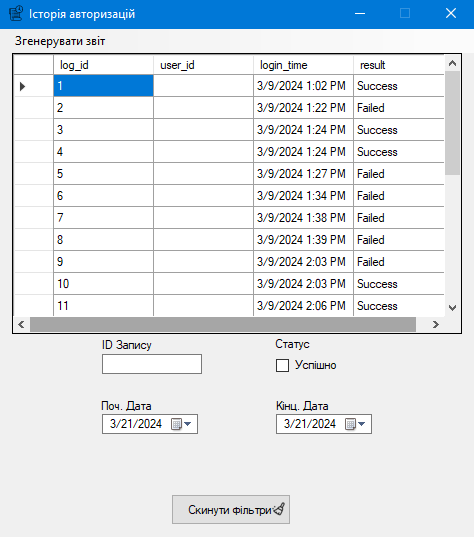 Історія авторизацій
Згенерувати звіт
log_id user_id login_time result
1 3/9/2024 1:02 PM Success
2 3/9/2024 1:22 PM Failed
3 3/9/2024 1:24 PM Success
4 3/9/2024 1:24 PM Success
5 3/9/2024 1:27 PM Failed
6 3/9/2024 1:34 PM Failed
7 3/9/2024 1:38 PM Failed
8 3/9/2024 1:39 PM Failed
9 3/9/2024 2:03 PM Failed
10 3/9/2024 2:03 PM Success
11 3/9/2024 2:06 PM Success
ID Запису Статус
Успішно
Поч. Дата Кінц. Дата
3/21/2024 3/21/2024
Скинути фільтри